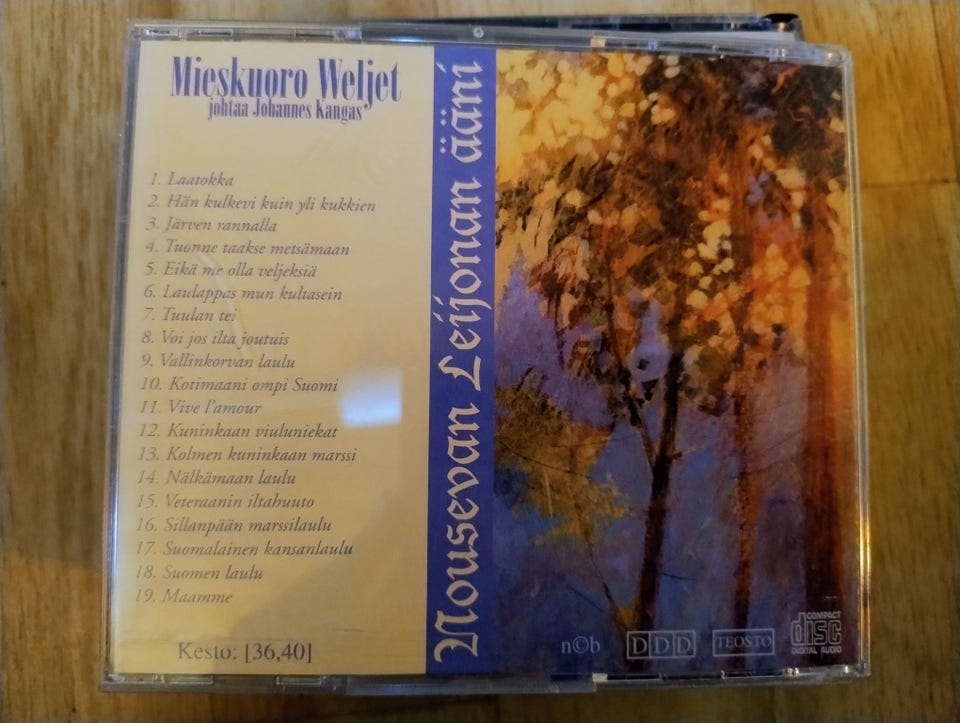 Mieskuoro Weljet
johtaa Johannes Kangas
1. Laatokka
2. Hän kulkevi kuin yli kukkien
3. Järven rannalla
4. Tuonne taakse metsämaan
5. Eikä me olla veljeksiä
6. Laulappas mun kultasein
7. Tuulan tei
8. Voi jos ilta joutuis
9. Vallinkorvan laulu
10. Kotimaani ompi Suomi
11. Vive l'amour
12. Kuninkaan viuluniekat
13. Kolmen kuninkaan marssi
14. Nälkämaan laulu
15. Veteraanin iltahuuto
16. Sillanpään marssilaulu
17. Suomalainen kansanlaulu
18. Suomen laulu
19. Maamme
Kesto: [36,40]
Nousevan Leijonan ääni
n©b
DDD
TEOSTO
COMPACT
disc
DIGITAL AUDIO